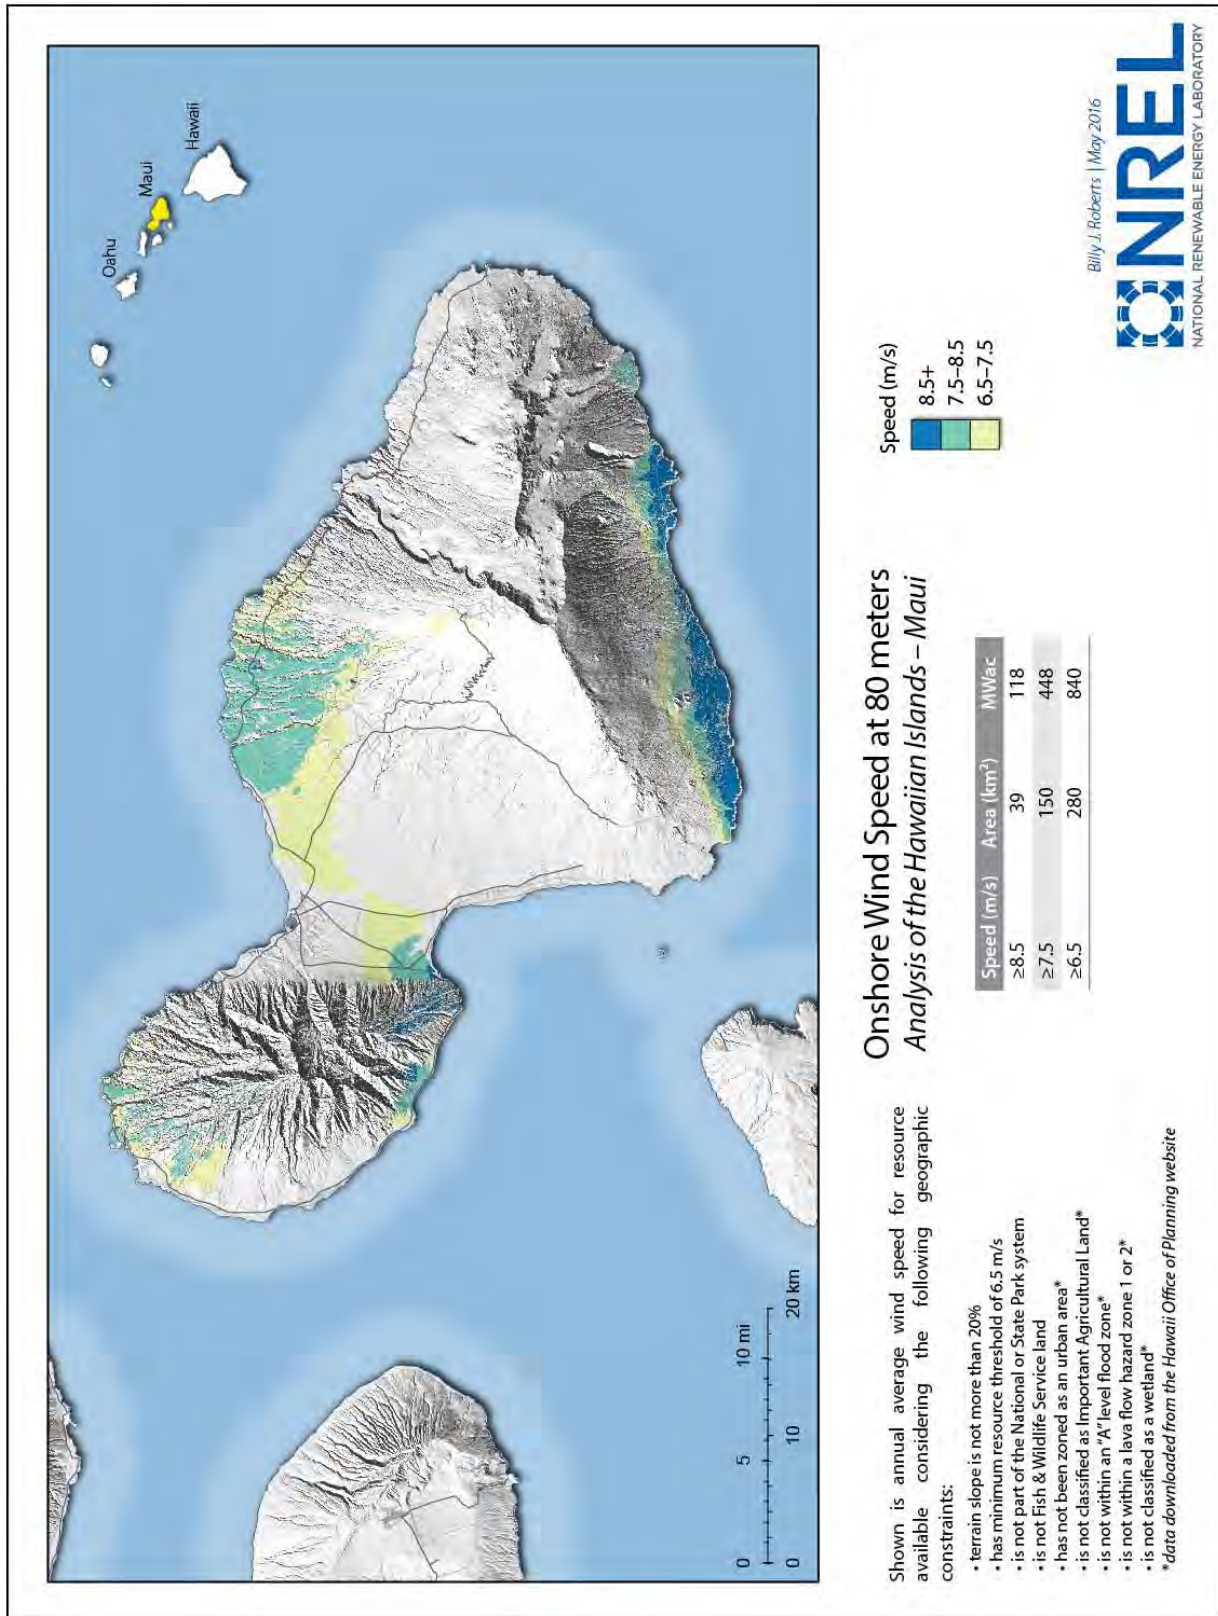 Oahu
Maui
Hawaii
0 5 10 mi
0 10 20 km
Shown is annual average wind speed for resource
available considering the following geographic
constraints:
• terrain slope is not more than 20%
• has minimum resource threshold of 6.5 m/s
• is not part of the National or State Park system
• is not Fish & Wildlife Service land
• has not been zoned as an urban area*
• is not classified as Important Agricultural Land*
• is not within an "A" level flood zone*
• is not within a lava flow hazard zone 1 or 2*
• is not classified as a wetland*
*data downloaded from the Hawaii Office of Planning website
Onshore Wind Speed at 80 meters
Analysis of the Hawaiian Islands – Maui
Speed (m/s) Area (km²) MWac
≥8.5 39 118
≥7.5 150 448
≥6.5 280 840
Speed (m/s)
8.5+
7.5–8.5
6.5–7.5
Billy J. Roberts | May 2016
NREL
NATIONAL RENEWABLE ENERGY LABORATORY